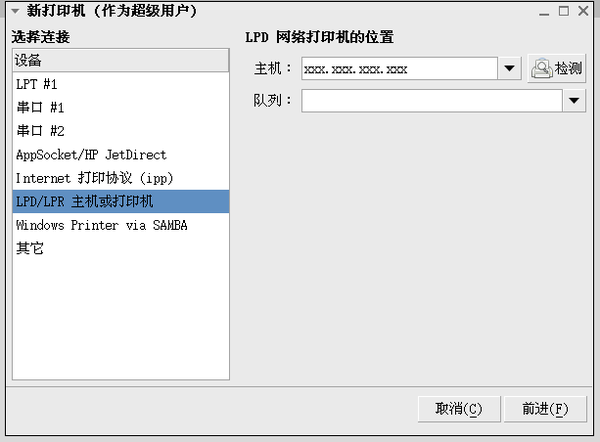 新打印机 (作为超级用户)
选择连接
设备
LPT #1
串口 #1
串口 #2
AppSocket/HP JetDirect
Internet 打印协议 (ipp)
LPD/LPR 主机或打印机
Windows Printer via SAMBA
其它
LPD 网络打印机的位置
主机：
xxx.xxx.xxx.xxx
检测
队列：
取消(C)
前进(F)